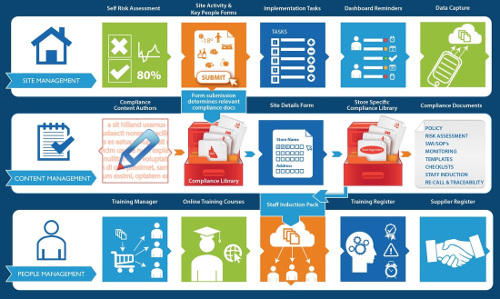 Self Risk Assessment
Site Activity &
Key People Forms
Implementation Tasks
Dashboard Reminders
Data Capture
80%
SUBMIT
TASKS
SITE MANAGEMENT
Compliance
Content Authors
Form submission
determines relevant
compliance docs
Site Details Form
Store Specific
Compliance Library
Compliance Documents
Compliance Library
Store Name
Address
POLICY
RISK ASSESSMENT
SWI/SOP's
MONITORING
TEMPLATES
CHECKLISTS
STAFF INDUCTION
RE-CALL & TRACEABILITY
CONTENT MANAGEMENT
Training Manager
Online Training Courses
Staff Induction Pack
Training Register
Supplier Register
PEOPLE MANAGEMENT